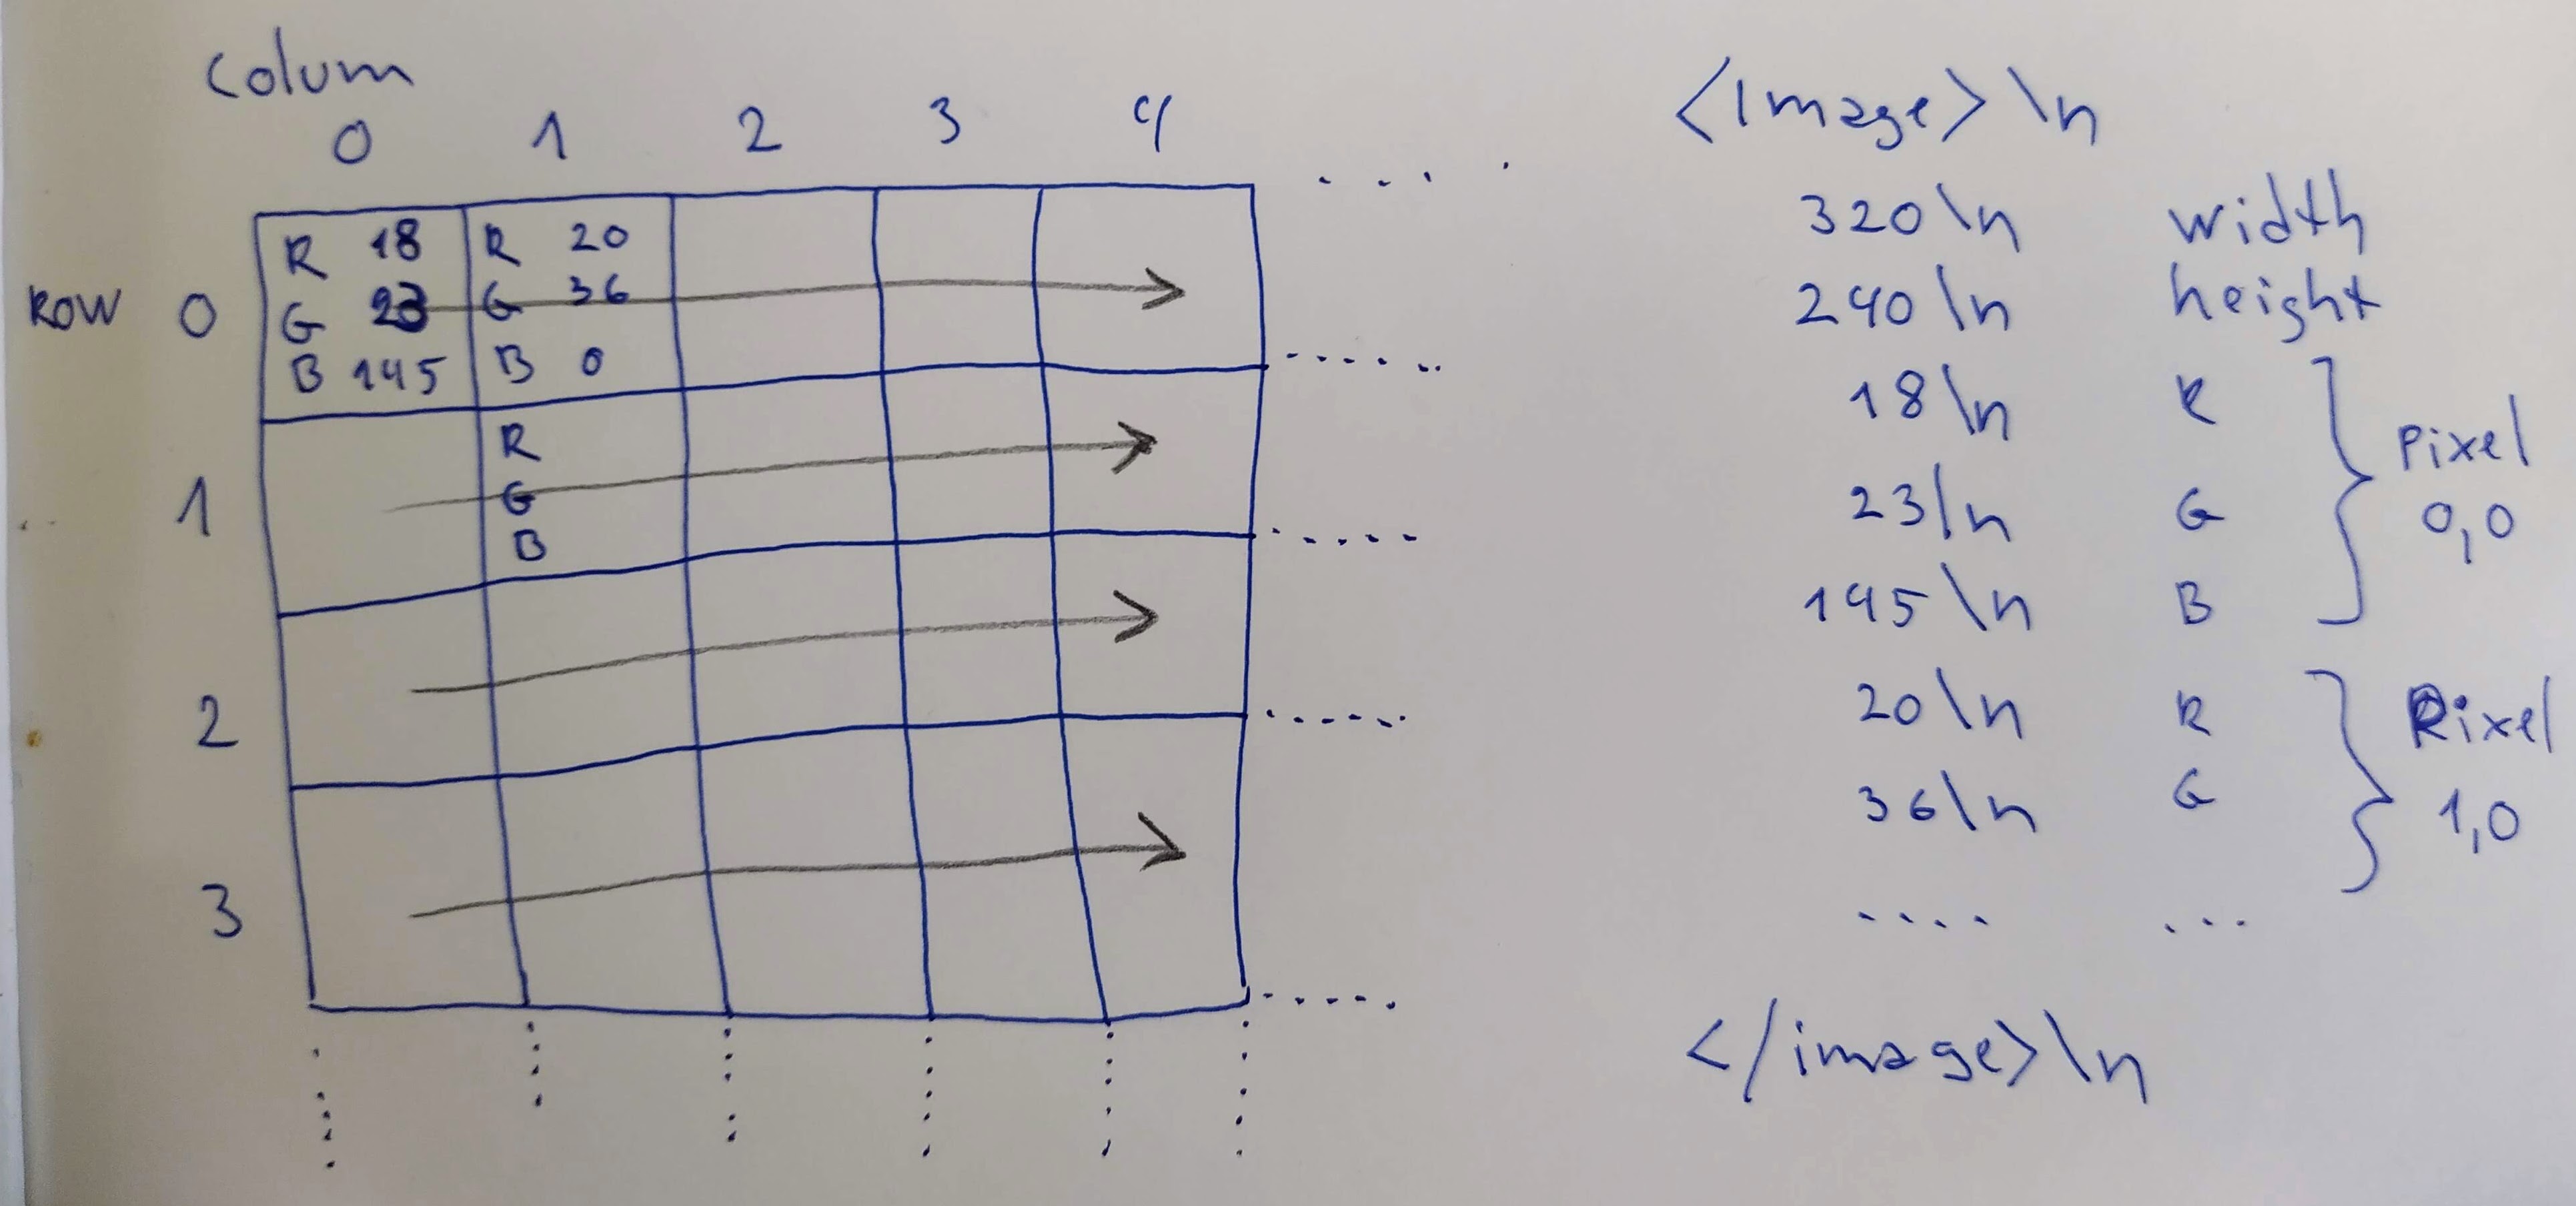 Colum
0 1 2 3 4
Row 0
R 18
G 23
B 145
R 20
G 36
B 0
1
R
G
B
2
3
<Image>\n
320\n width
240\n height
18\n R
23\n G
145\n B
Pixel
0,0
20\n R
36\n G
Pixel
1,0
.... ...
</image>\n